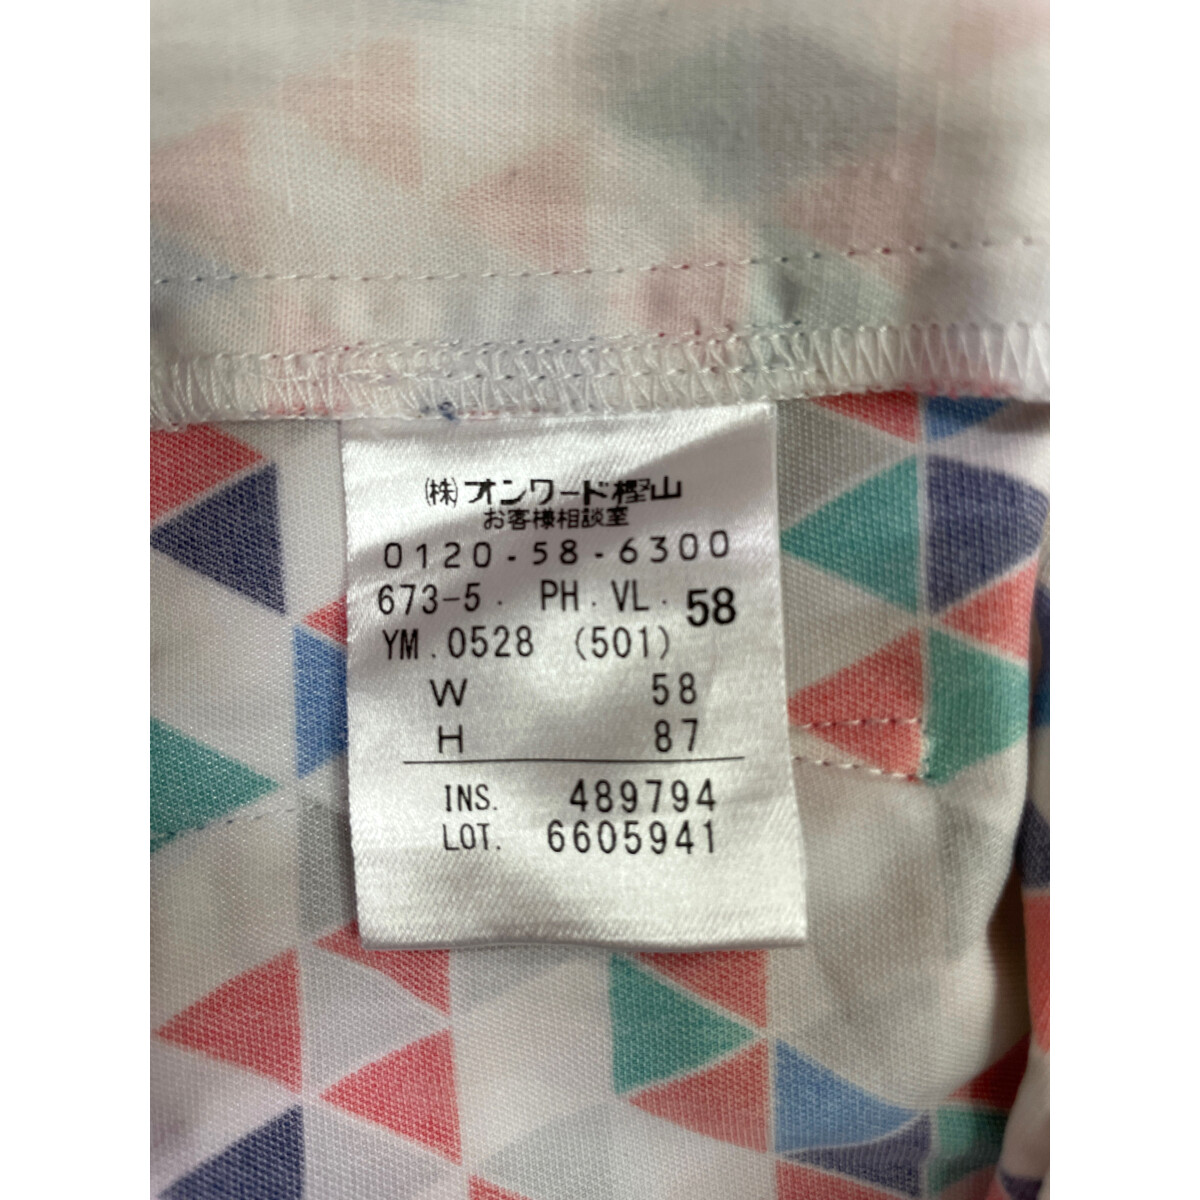 (株)オンワード樫山
お客様相談室
0120-58-6300
673-5. PH.VL. 58
YM.0528 (501)
W 58
H 87
INS. 489794
LOT. 6605941